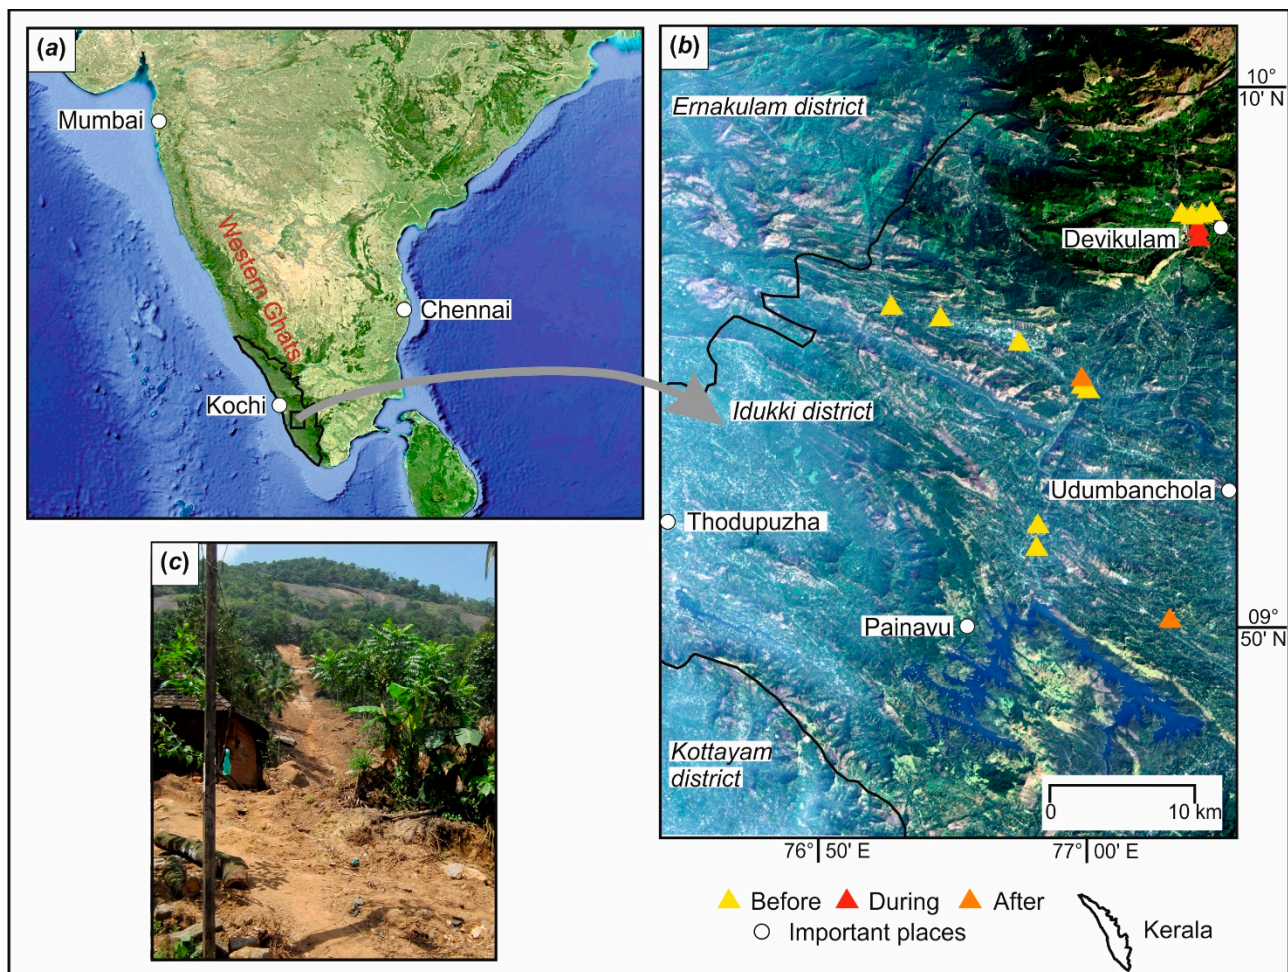 (a)
Mumbai
Western Ghats
Chennai
Kochi
(b)
Ernakulam district
10°
10' N
Devikulam
Idukki district
Udumbanchola
Thodupuzha
Painavu
09°
50' N
Kottayam
district
0 10 km
76° 50' E 77° 00' E
(c)
Before During After
Important places Kerala